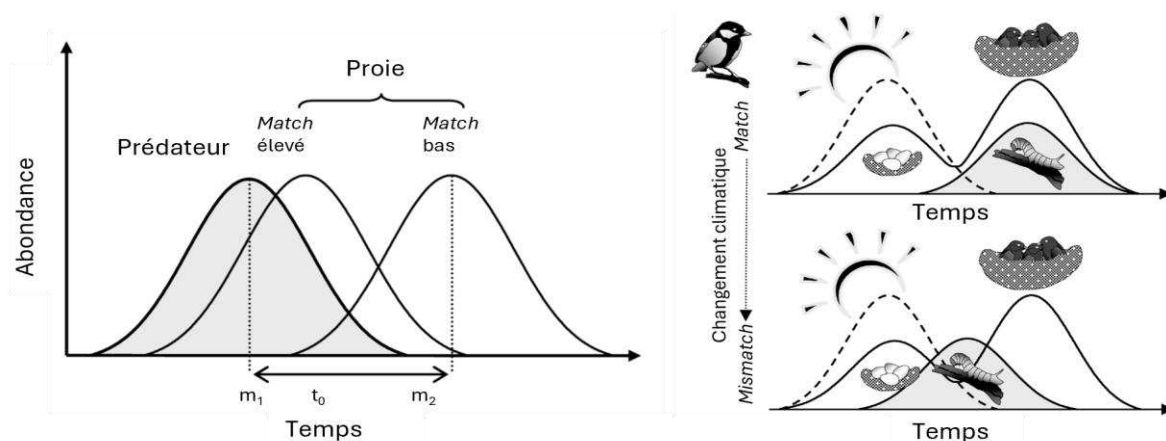 Proie
Match
élevé
Match
bas
Prédateur
Abondance
m1
t0
m2
Temps
Changement climatique
Match
Mismatch
Temps
Temps